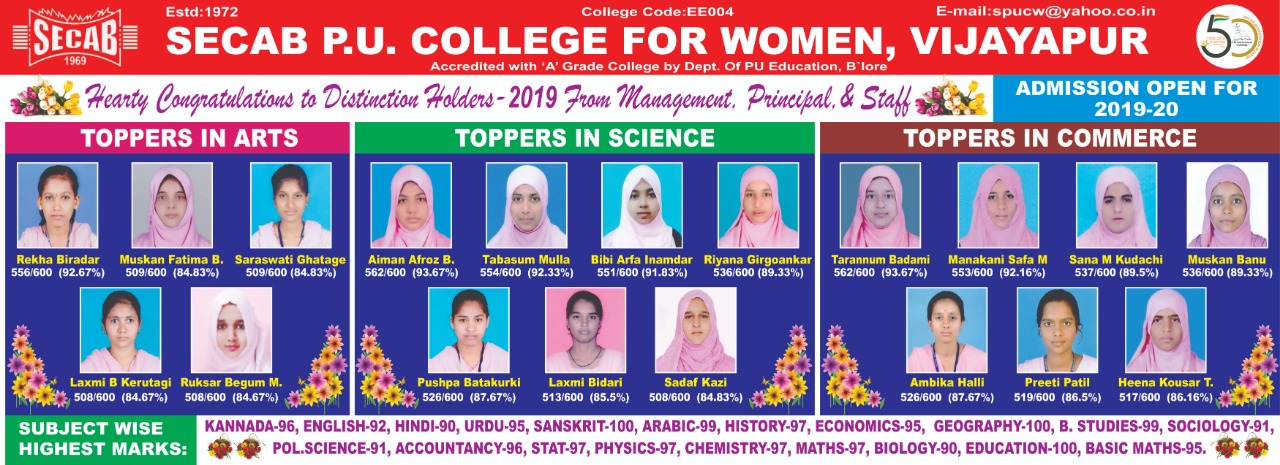 Estd:1972 College Code:EE004 E-mail:spucw@yahoo.co.in
SECAB
1969
SECAB P.U. COLLEGE FOR WOMEN, VIJAYAPUR
50
Accredited with 'A' Grade College by Dept. Of PU Education, B`lore
Hearty Congratulations to Distinction Holders-2019 From Management, Principal, & Staff
ADMISSION OPEN FOR
2019-20
TOPPERS IN ARTS
Rekha Biradar Muskan Fatima B. Saraswati Ghatage
556/600 (92.67%) 509/600 (84.83%) 509/600 (84.83%)
Laxmi B Kerutagi Ruksar Begum M.
508/600 (84.67%) 508/600 (84.67%)
TOPPERS IN SCIENCE
Aiman Afroz B. Tabasum Mulla Bibi Arfa Inamdar Riyana Girgoankar
562/600 (93.67%) 554/600 (92.33%) 551/600 (91.83%) 536/600 (89.33%)
Pushpa Batakurki Laxmi Bidari Sadaf Kazi
526/600 (87.67%) 513/600 (85.5%) 508/600 (84.83%)
TOPPERS IN COMMERCE
Tarannum Badami Manakani Safa M Sana M Kudachi Muskan Banu
562/600 (93.67%) 553/600 (92.16%) 537/600 (89.5%) 536/600 (89.33%)
Ambika Halli Preeti Patil Heena Kousar T.
526/600 (87.67%) 519/600 (86.5%) 517/600 (86.16%)
SUBJECT WISE
HIGHEST MARKS:
KANNADA-96, ENGLISH-92, HINDI-90, URDU-95, SANSKRIT-100, ARABIC-99, HISTORY-97, ECONOMICS-95, GEOGRAPHY-100, B. STUDIES-99, SOCIOLOGY-91,
POL.SCIENCE-91, ACCOUNTANCY-96, STAT-97, PHYSICS-97, CHEMISTRY-97, MATHS-97, BIOLOGY-90, EDUCATION-100, BASIC MATHS-95.